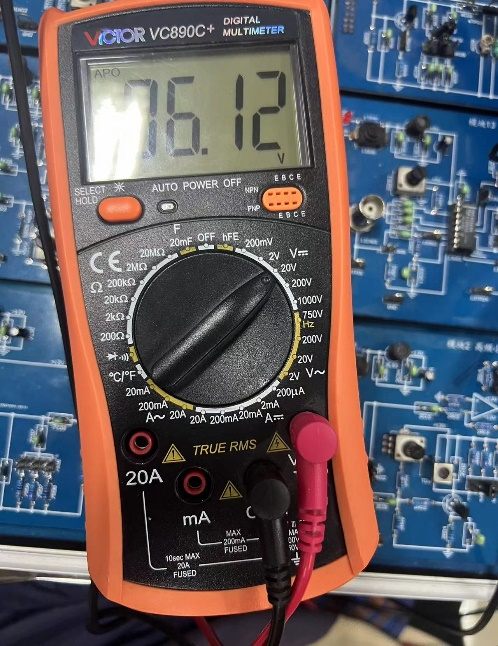 VICTOR VC890C+ DIGITAL MULTIMETER
APO
6.12
V
SELECT
HOLD
AUTO POWER OFF
NPN
PNP
E B C E
E B C E
CE
Ω
F
20mF
OFF
hFE
200mV
2V
20V
200V
1000V
V⎓
750V
Hz
200V
20V
2V
V~
200μA
2mA
20mA
A⎓
200mA
20A
20A
200mA
20mA
A~
°C/°F
200Ω
2kΩ
20kΩ
200kΩ
2MΩ
20MΩ
TRUE RMS
20A
mA
C
V
MAX
200mA
FUSED
10sec MAX
20A
FUSED